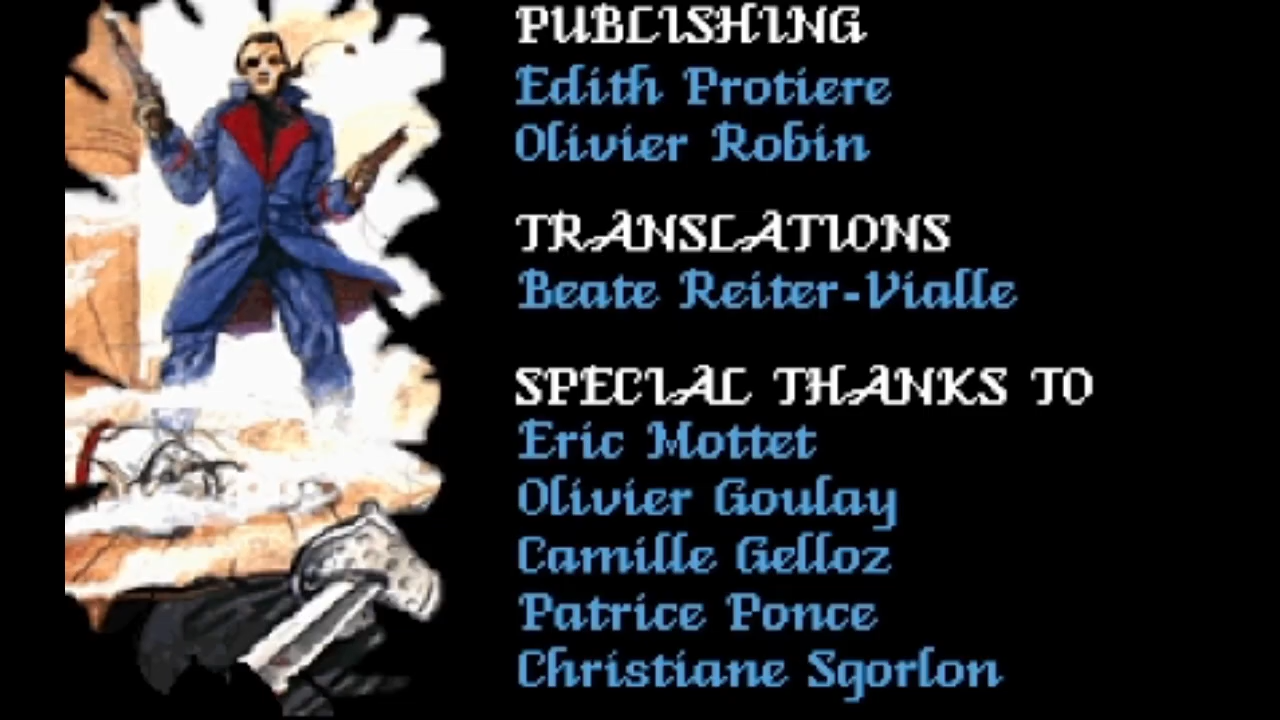 PUBLISHING
Edith Protiere
Olivier Robin
TRANSLATIONS
Beate Reiter-Vialle
SPECIAL THANKS TO
Eric Mottet
Olivier Goulay
Camille Gelloz
Patrice Ponce
Christiane Sgorlon